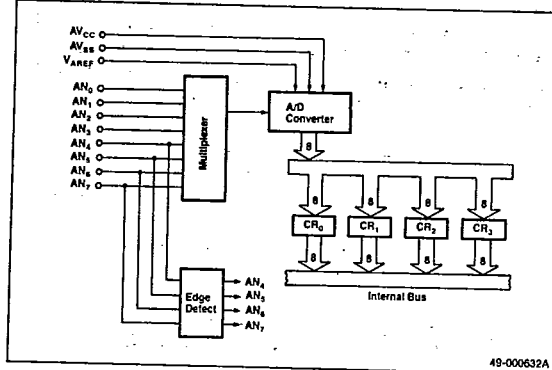 AVCC
AVSS
VAREF
AN0
AN1
AN2
AN3
AN4
AN5
AN6
AN7
Multiplexer
A/D
Converter
8
8 8 8 8
CR0 CR1 CR2 CR3
8 8 8 8
Internal Bus
Edge
Detect
AN4
AN5
AN6
AN7
49-000632A